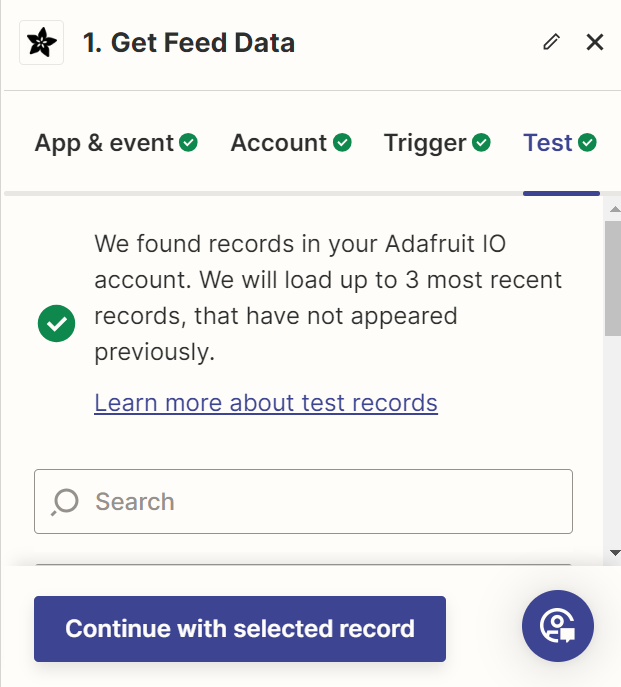 1. Get Feed Data
App & event Account Trigger Test
We found records in your Adafruit IO
account. We will load up to 3 most recent
records, that have not appeared
previously.
Learn more about test records
Search
Continue with selected record